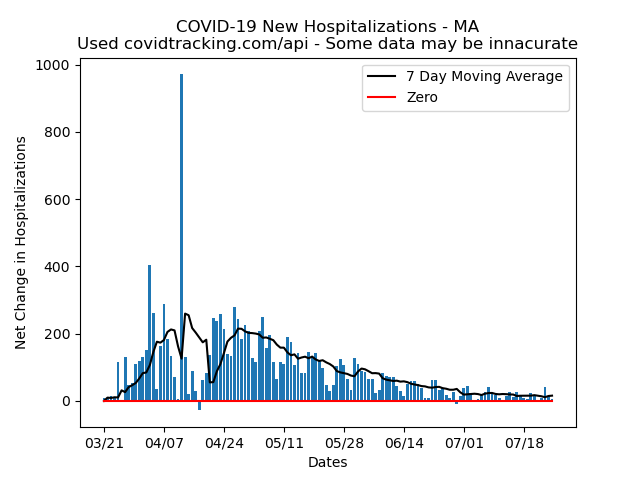 COVID-19 New Hospitalizations - MA
Used covidtracking.com/api - Some data may be innacurate
7 Day Moving Average
Zero
Net Change in Hospitalizations
1000
800
600
400
200
0
03/21 04/07 04/24 05/11 05/28 06/14 07/01 07/18
Dates